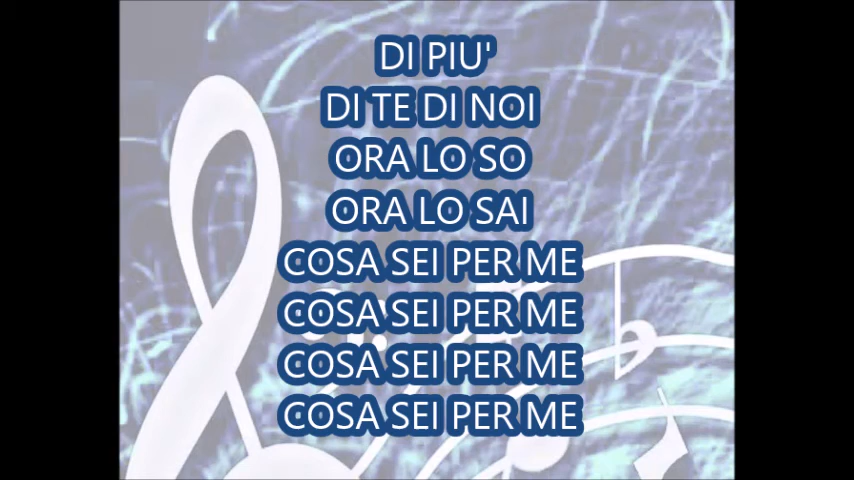 DI PIU'
DI TE DI NOI
ORA LO SO
ORA LO SAI
COSA SEI PER ME
COSA SEI PER ME
COSA SEI PER ME
COSA SEI PER ME